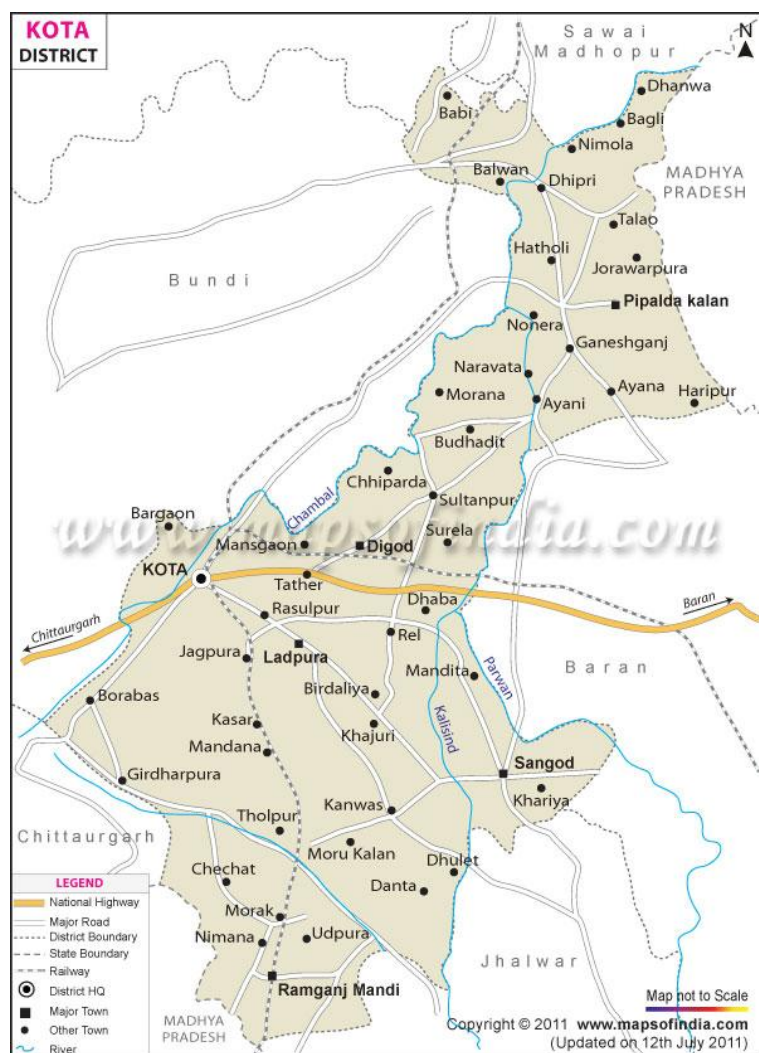 KOTA
DISTRICT
Sawai
Madhopur
N
Dhanwa
Babi
Bagli
Nimola
Balwan
Dhipri
MADHYA
PRADESH
Talao
Hatholi
Jorawarpura
Bundi
Pipalda kalan
Nonera
Ganeshganj
Naravata
Morana
Ayana
Haripur
Ayani
Budhadit
Chhiparda
Sultanpur
Chambal
Bargaon
www.mapsofindia.com
Surela
Mansgaon
Digod
KOTA
Tather
Dhaba
Baran
Rasulpur
Chittaurgarh
Rel
Jagpura
Ladpura
Baran
Mandita
Parwan
Birdaliya
Borabas
Kalisind
Kasar
Khajuri
Mandana
Sangod
Girdharpura
Khariya
Kanwas
Tholpur
Chittaurgarh
Moru Kalan
Dhulet
Chechat
Danta
LEGEND
National Highway
Major Road
District Boundary
State Boundary
Railway
District HQ
Major Town
Other Town
River
Morak
Nimana
Udpura
Jhalwar
Ramganj Mandi
Map not to Scale
MADHYA
PRADESH
Copyright © 2011 www.mapsofindia.com
(Updated on 12th July 2011)